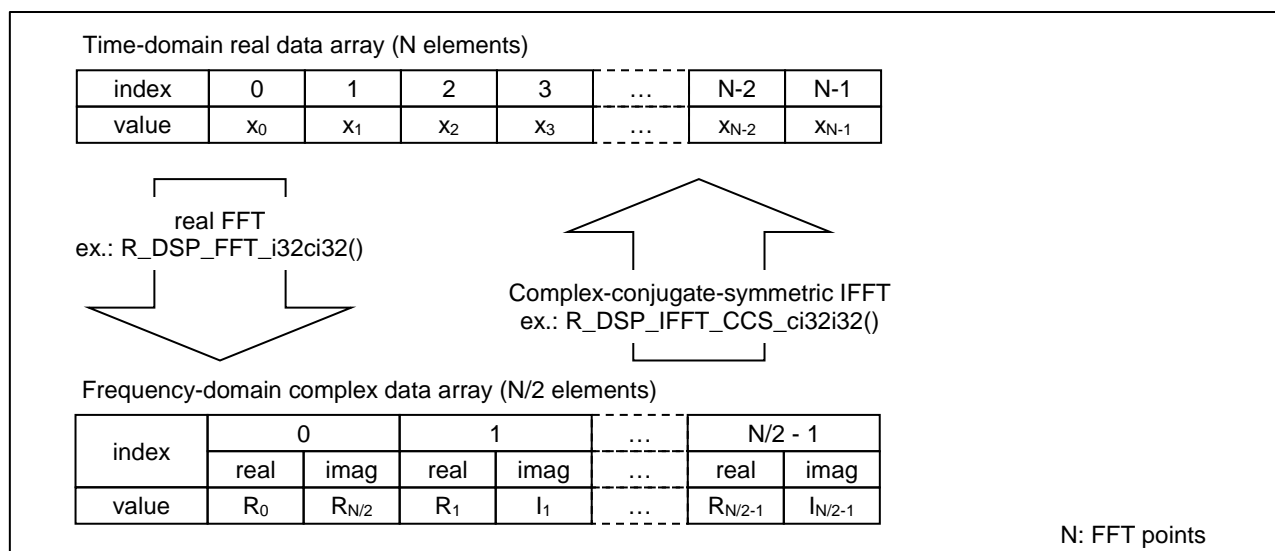 Time-domain real data array (N elements)
index 0 1 2 3 … N-2 N-1
value x0 x1 x2 x3 … xN-2 xN-1
real FFT
ex.: R_DSP_FFT_i32ci32()
Complex-conjugate-symmetric IFFT
ex.: R_DSP_IFFT_CCS_ci32i32()
Frequency-domain complex data array (N/2 elements)
index 0 1 … N/2 - 1
real imag real imag … real imag
value R0 RN/2 R1 I1 … RN/2-1 IN/2-1
N: FFT points